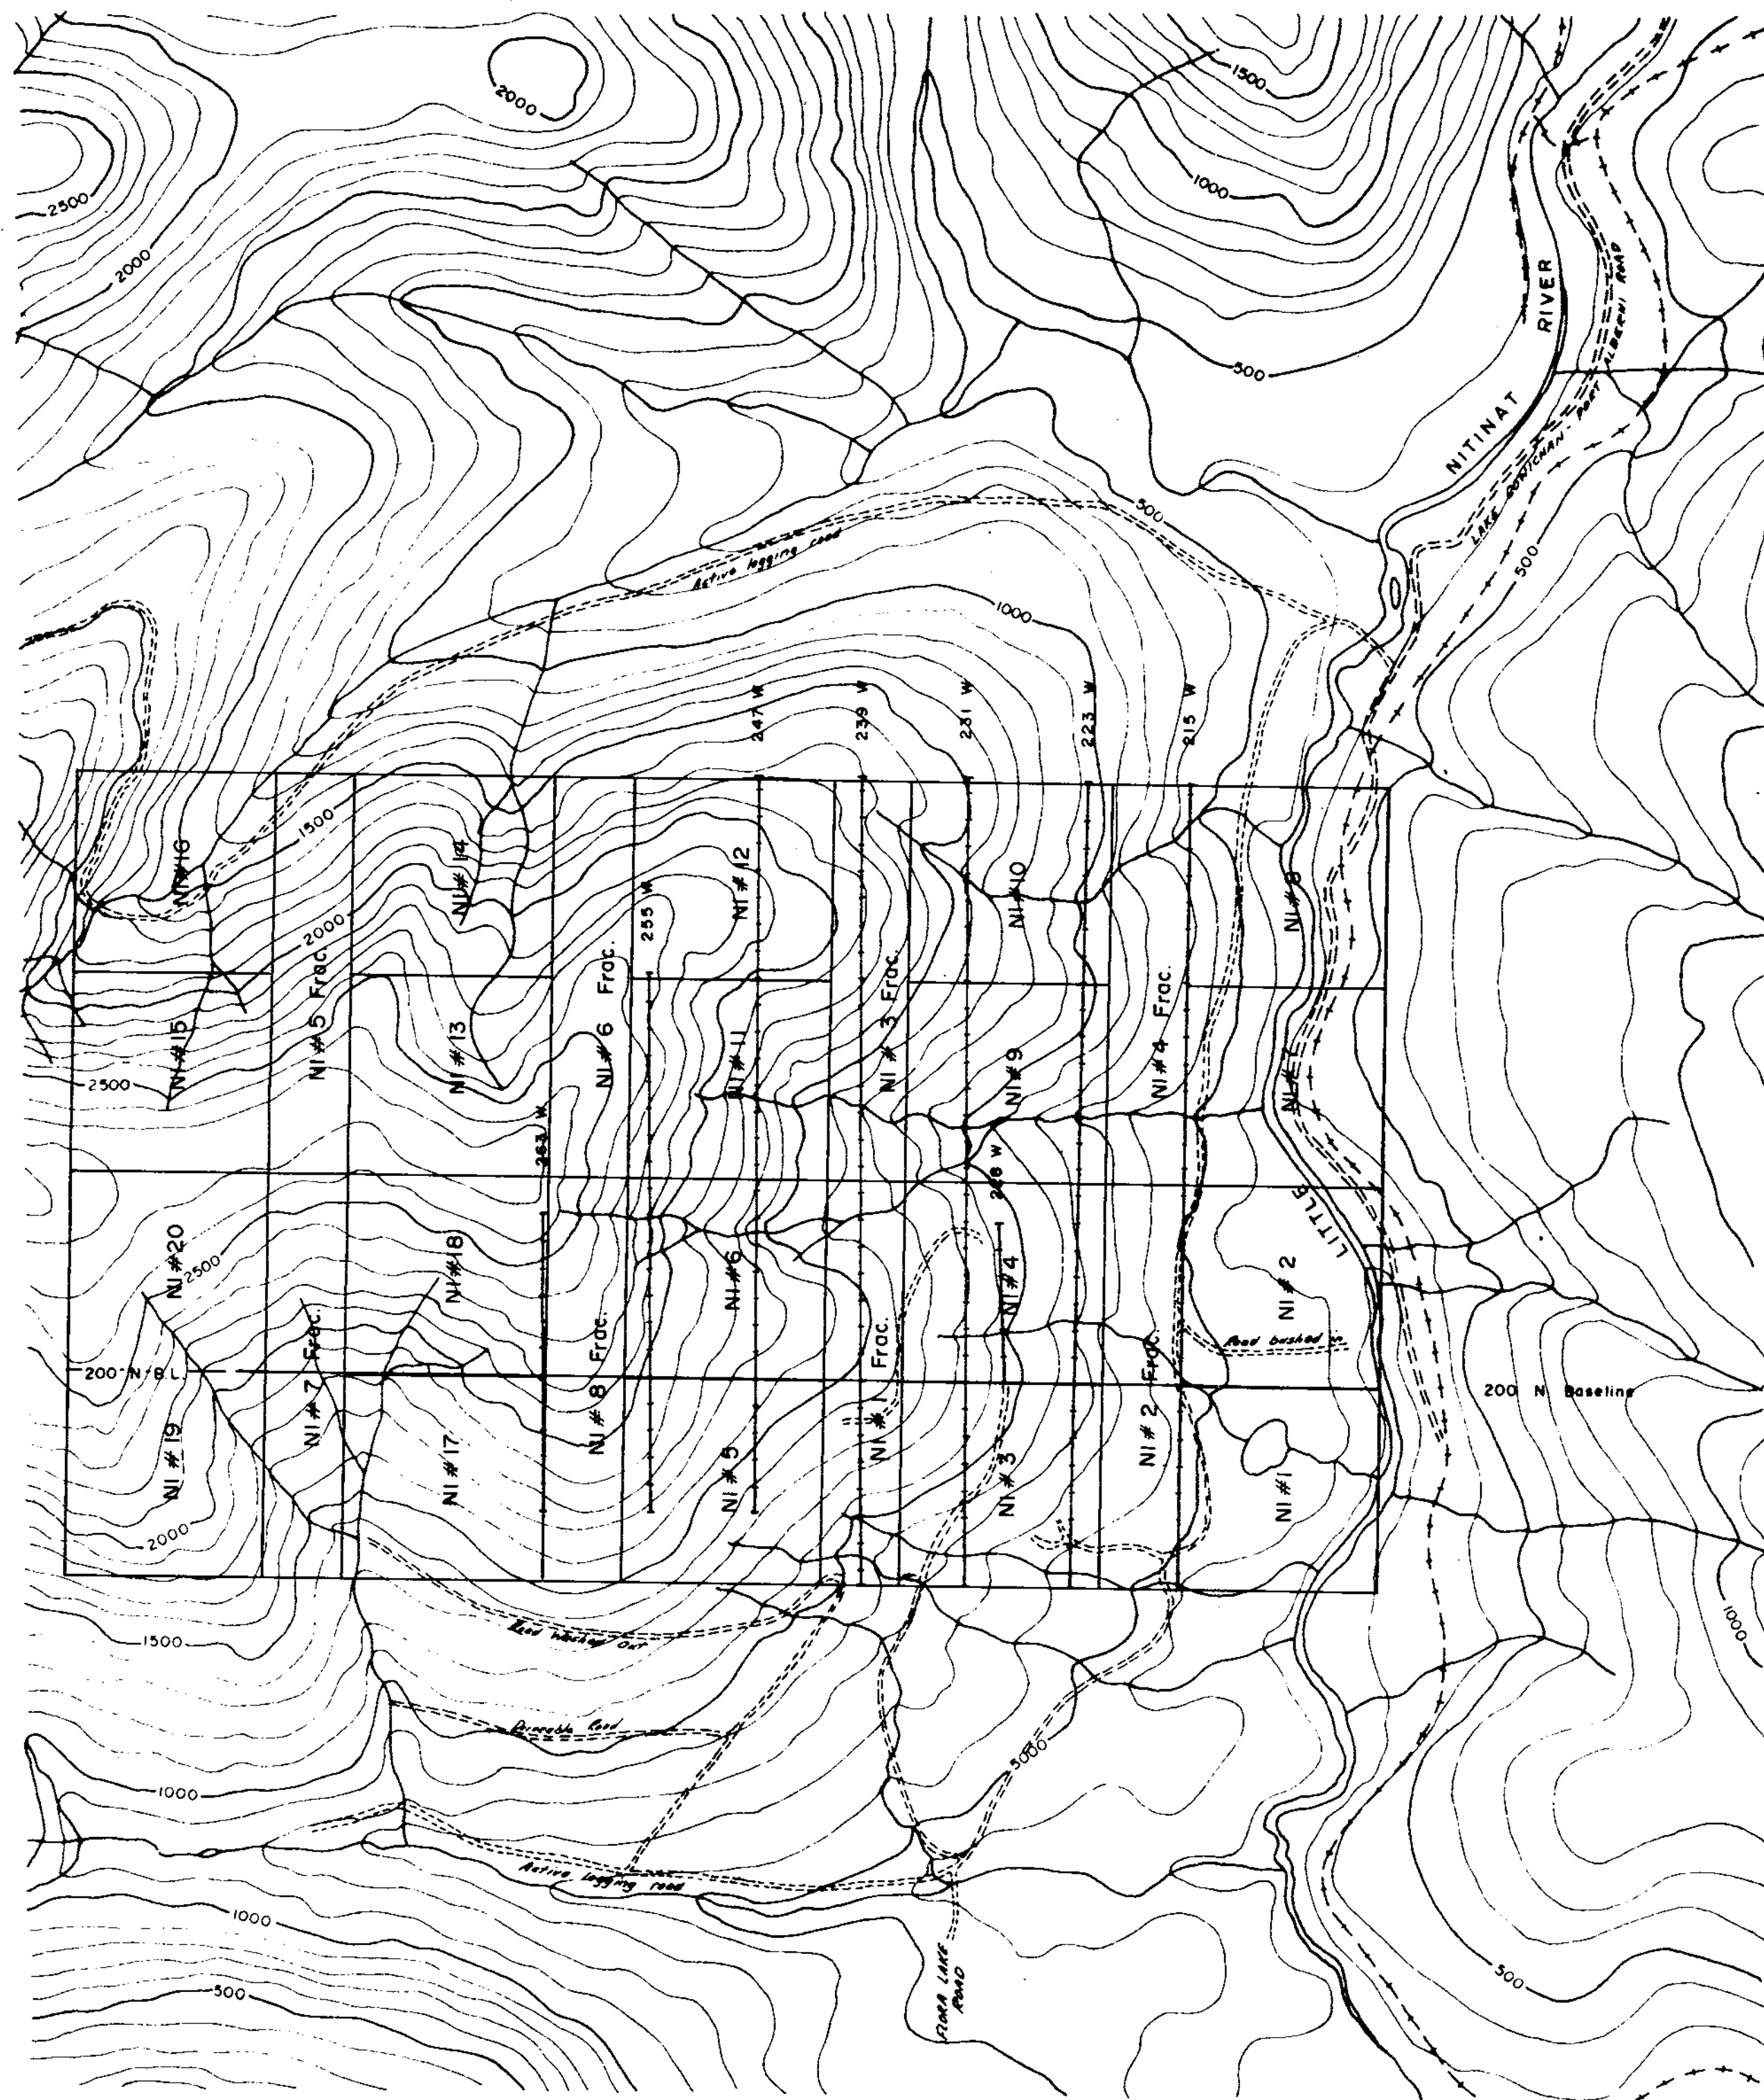 1500
2000
2500
1000
2000
RIVER
LAKE COWICHAN - PORT ALBERNI ROAD
500
NITINAT
500
500
Active logging road
1000
247 W
239 W
231 W
223 W
215 W
1500
NI#16
NI#14
NI#12
NI#10
NI#8
255 W
2000
NI#5 Frac.
NI#6 Frac.
NI#3 Frac.
NI#4 Frac.
NI#15
NI#13
NI#11
NI#9
NI#7
2500
263 W
LITTLE
NI#20
2500
NI#18
NI#6
NI#4
NI#2
Road bushed in
200 N B.L.
NI#7 Frac.
NI#8 Frac.
NI#1 Frac.
NI#2 Frac.
200 N Baseline
NI#19
NI#17
NI#5
NI#3
NI#1
2000
1500
Road Washed Out
1000
5000
1000
Active logging road
1000
500
500
FLORA LAKE
ROAD